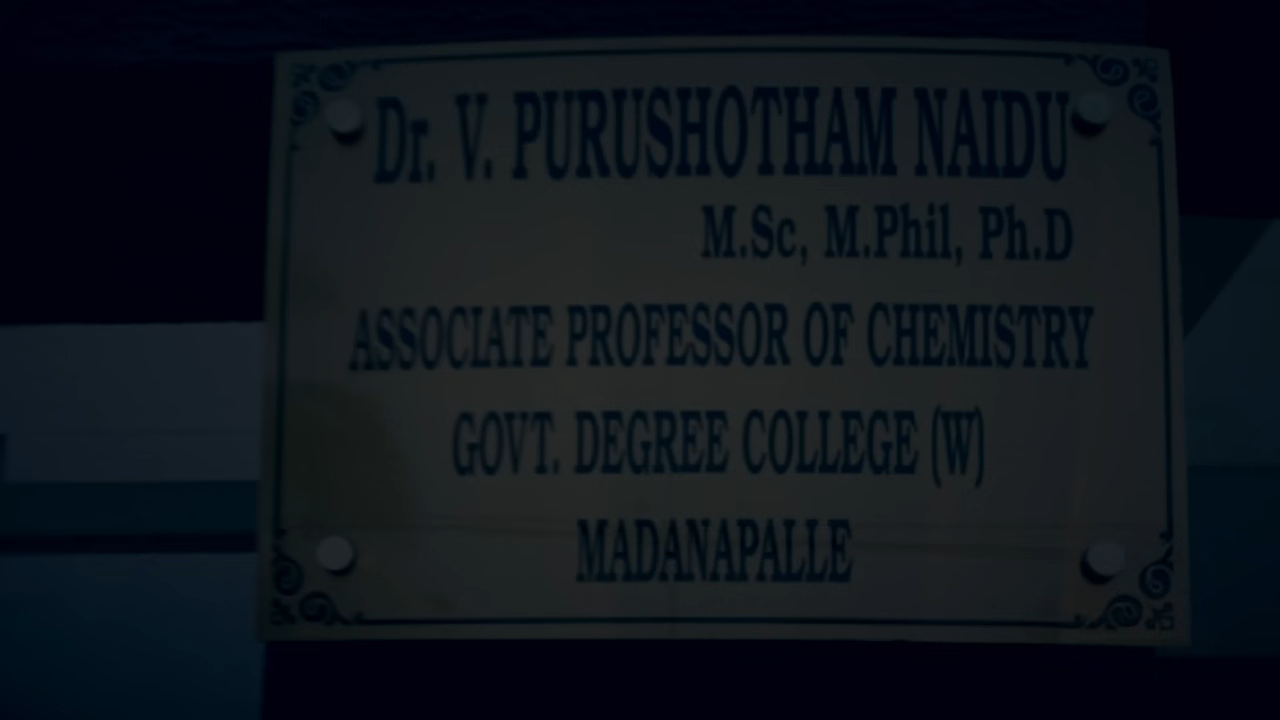 Dr. V. PURUSHOTHAM NAIDU
M.Sc, M.Phil, Ph.D
ASSOCIATE PROFESSOR OF CHEMISTRY
GOVT. DEGREE COLLEGE (W)
MADANAPALLE